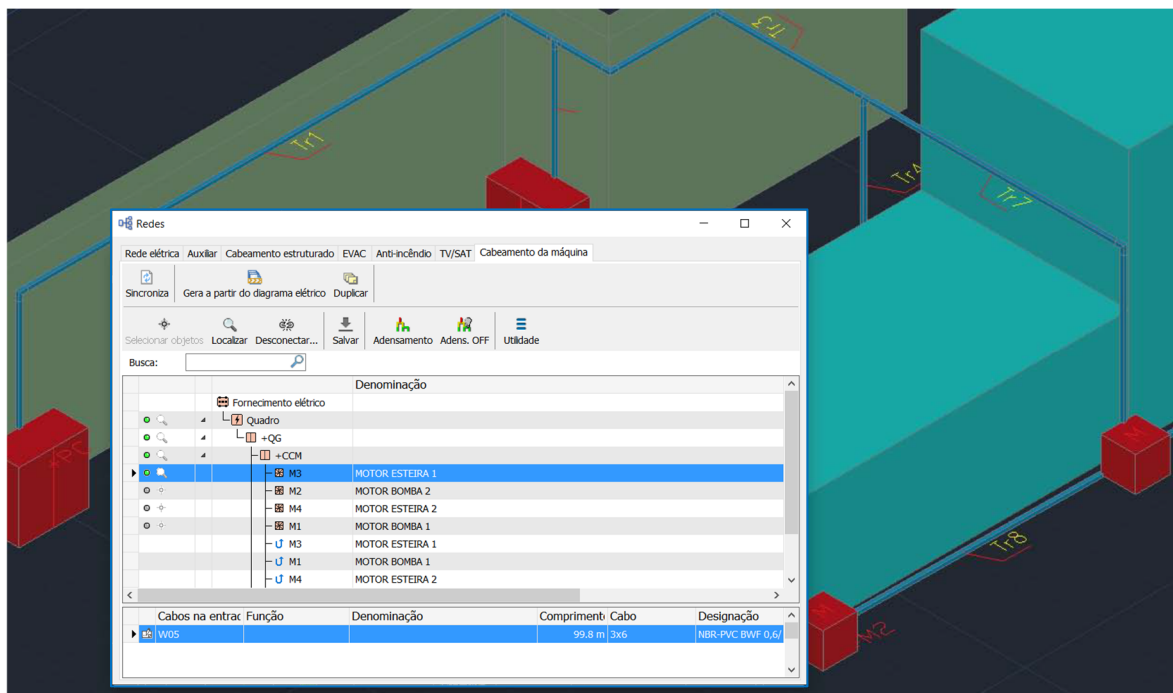 Tr3
Tr1
Tr4
Tr7
Redes
Rede elétrica Auxiliar Cabeamento estruturado EVAC Anti-incêndio TV/SAT Cabeamento da máquina
Sincroniza Gera a partir do diagrama elétrico Duplicar
Selecionar objetos Localizar Desconectar... Salvar Adensamento Adens. OFF Utilidade
Busca:
Denominação
Fornecimento elétrico
Quadro
+QG
+CCM
M3 MOTOR ESTEIRA 1
M2 MOTOR BOMBA 2
M4 MOTOR ESTEIRA 2
M1 MOTOR BOMBA 1
M3 MOTOR ESTEIRA 1
M1 MOTOR BOMBA 1
M4 MOTOR ESTEIRA 2
Cabos na entrac Função Denominação Compriment Cabo Designação
W05 99.8 m 3x6 NBR-PVC BWF 0,6/
+PC
M
Tr8
M
M2